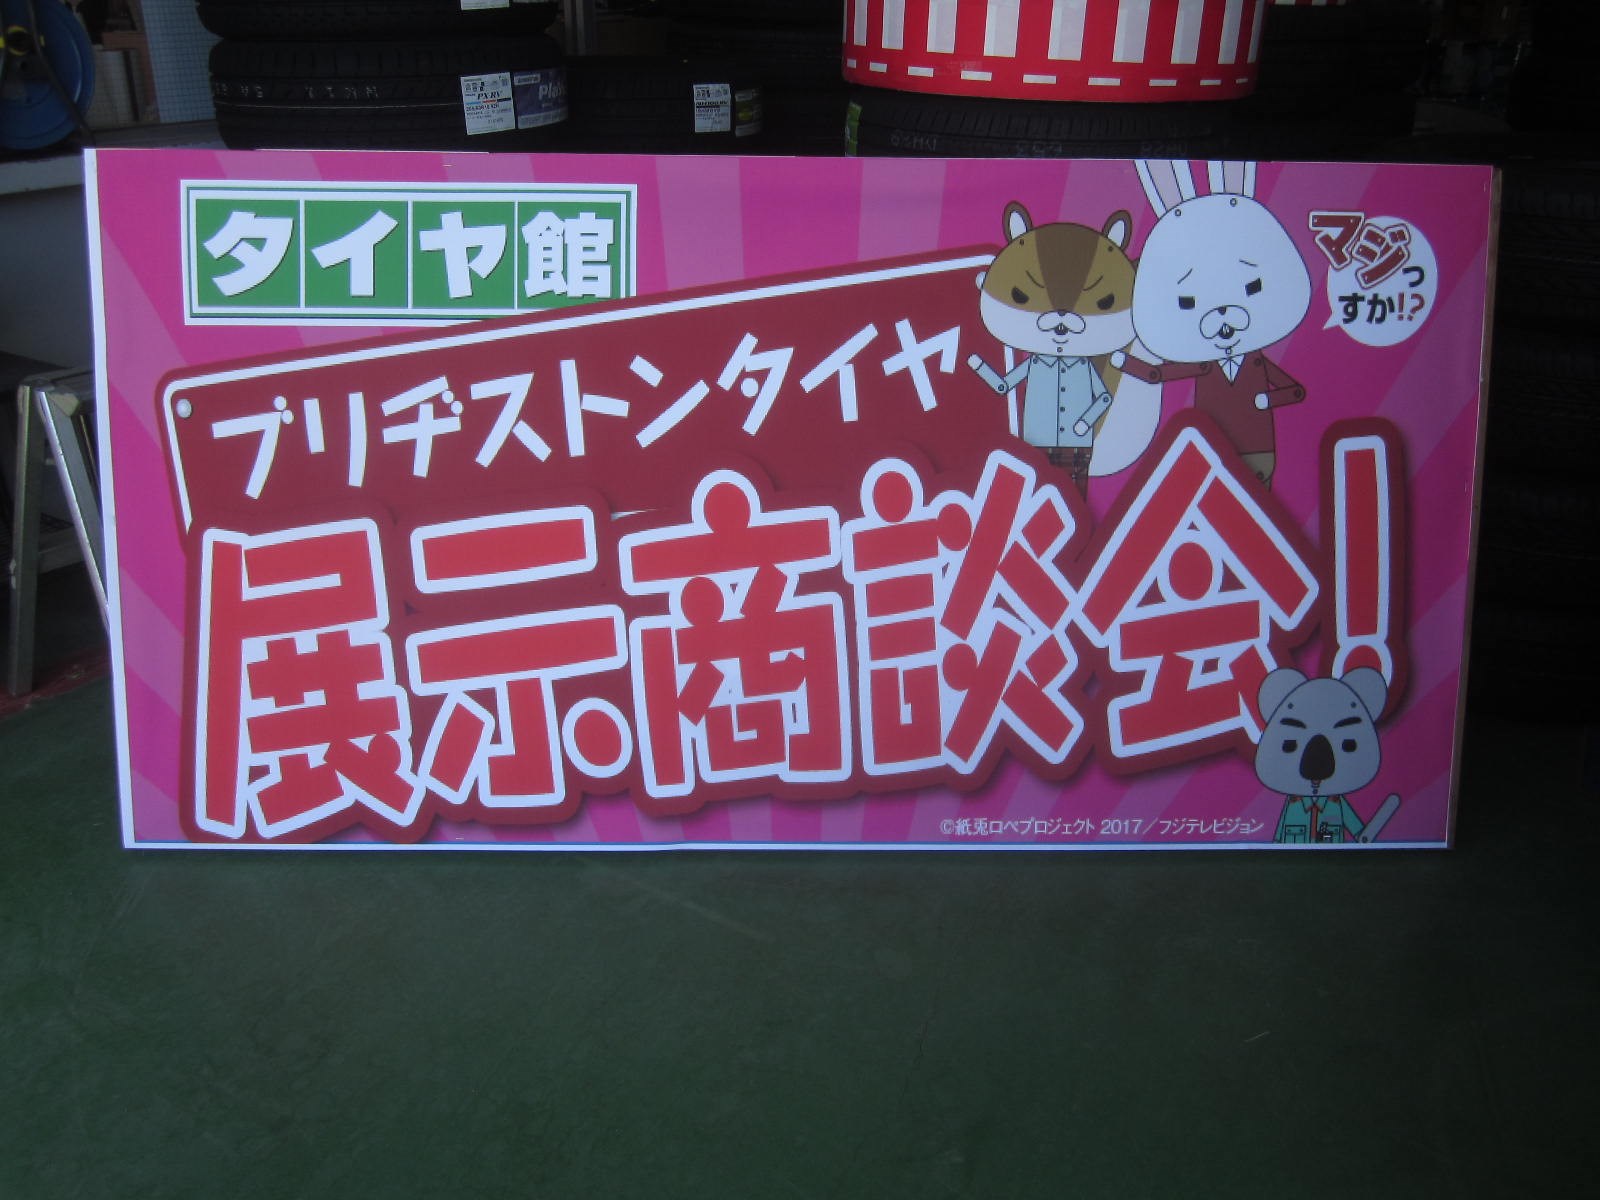 PXRV
タイヤ館
マジっ
すか!?
ブリヂストンタイヤ
展示商談会!
©紙兎ロペプロジェクト 2017／フジテレビジョン